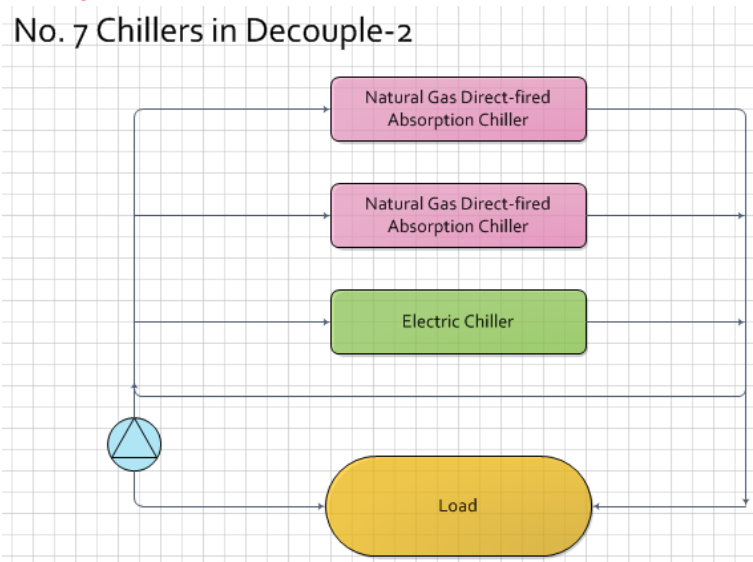 No. 7 Chillers in Decouple-2
Natural Gas Direct-fired
Absorption Chiller
Natural Gas Direct-fired
Absorption Chiller
Electric Chiller
Load